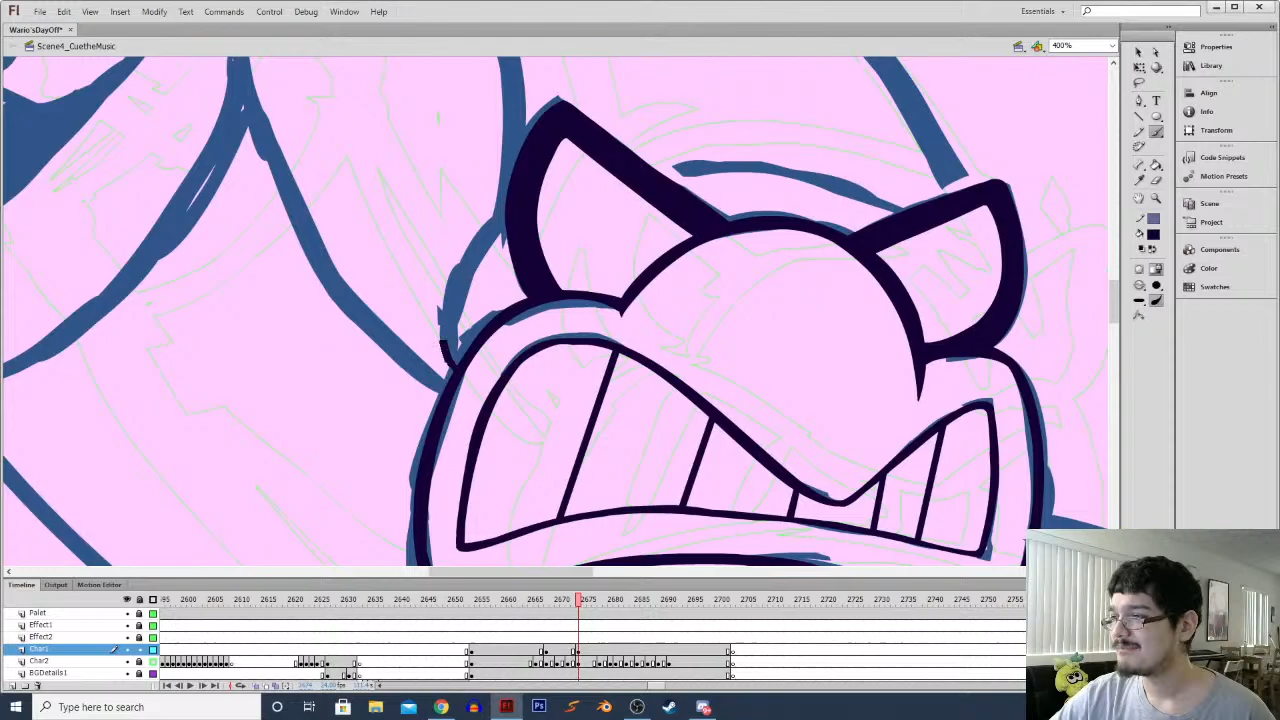 Fl File Edit View Insert Modify Text Commands Control Debug Window Help Essentials
Wario'sDayOff* ×
Scene4_CuetheMusic 400%
Properties
Library
Align
Info
Transform
Code Snippets
Motion Presets
Scene
Project
Components
Color
Swatches
Timeline Output Motion Editor
2600 2605 2610 2615 2620 2625 2630 2635 2640 2645 2650 2655 2660 2665 2670 2675 2680 2685 2690 2695 2700 2705 2710 2715 2720 2725 2730 2735 2740 2745 2750 2755
Palet
Effect1
Effect2
Char1
Char2
BGDetails1
Type here to search